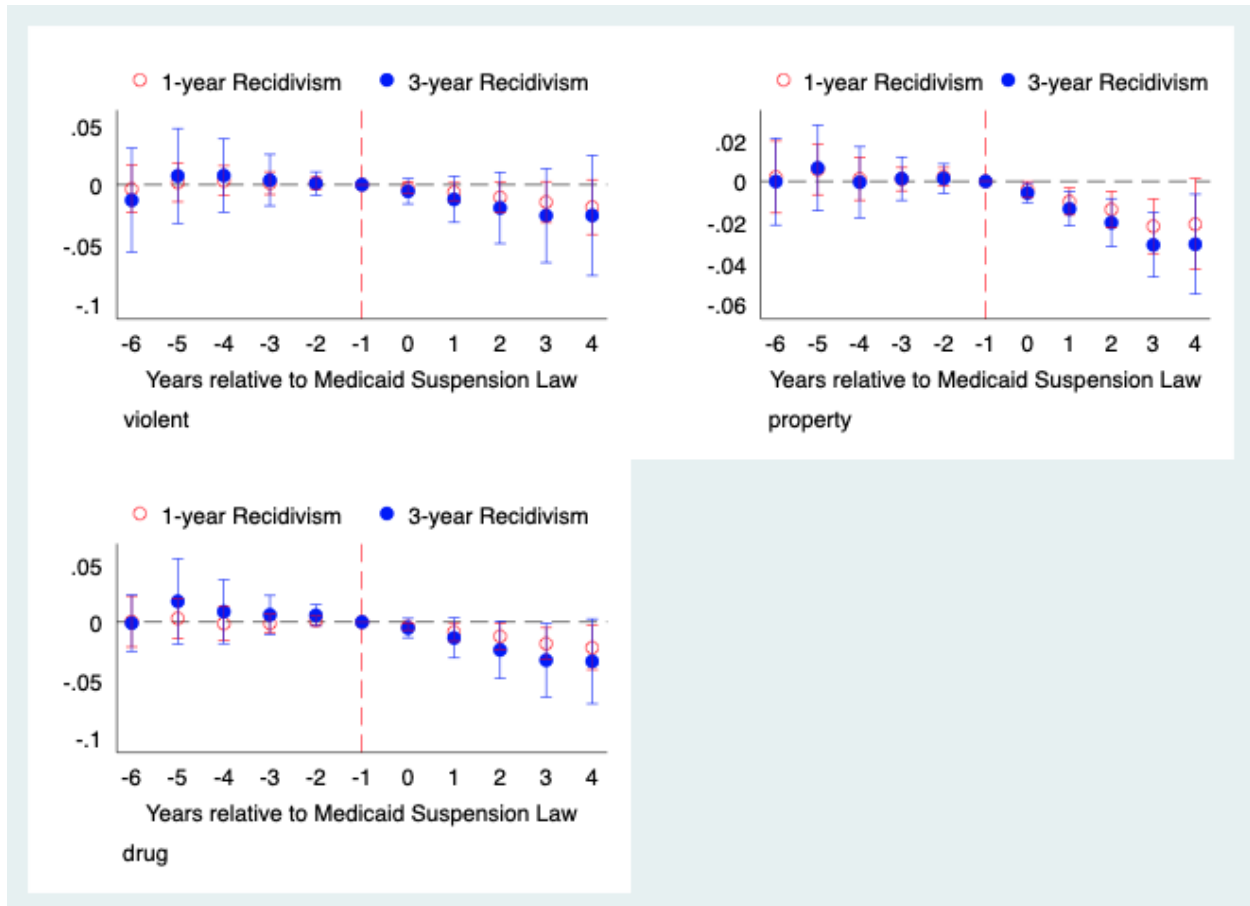 1-year Recidivism 3-year Recidivism
.05
0
-.05
-.1
-6 -5 -4 -3 -2 -1 0 1 2 3 4
Years relative to Medicaid Suspension Law
violent
1-year Recidivism 3-year Recidivism
.02
0
-.02
-.04
-.06
-6 -5 -4 -3 -2 -1 0 1 2 3 4
Years relative to Medicaid Suspension Law
property
1-year Recidivism 3-year Recidivism
.05
0
-.05
-.1
-6 -5 -4 -3 -2 -1 0 1 2 3 4
Years relative to Medicaid Suspension Law
drug